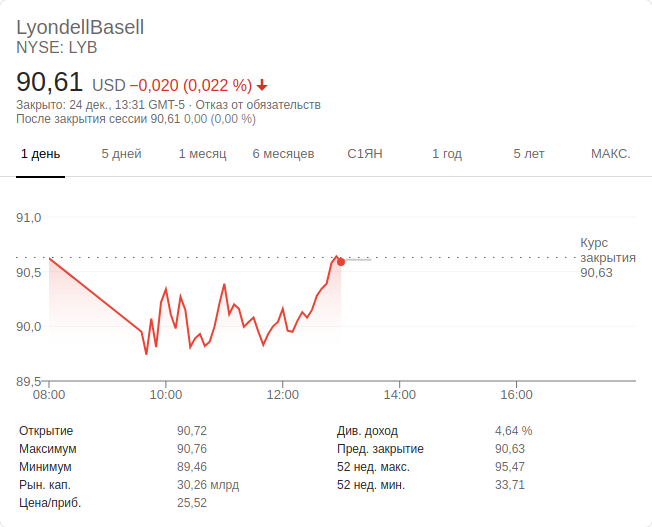 LyondellBasell
NYSE: LYB
90,61 USD −0,020 (0,022 %)
Закрыто: 24 дек., 13:31 GMT-5 · Отказ от обязательств
После закрытия сессии 90,61 0,00 (0,00 %)
1 день 5 дней 1 месяц 6 месяцев С1ЯН 1 год 5 лет МАКС.
91,0
Курс
закрытия
90,63
90,5
90,0
89,5
08:00 10:00 12:00 14:00 16:00
Открытие 90,72 Див. доход 4,64 %
Максимум 90,76 Пред. закрытие 90,63
Минимум 89,46 52 нед. макс. 95,47
Рын. кап. 30,26 млрд 52 нед. мин. 33,71
Цена/приб. 25,52